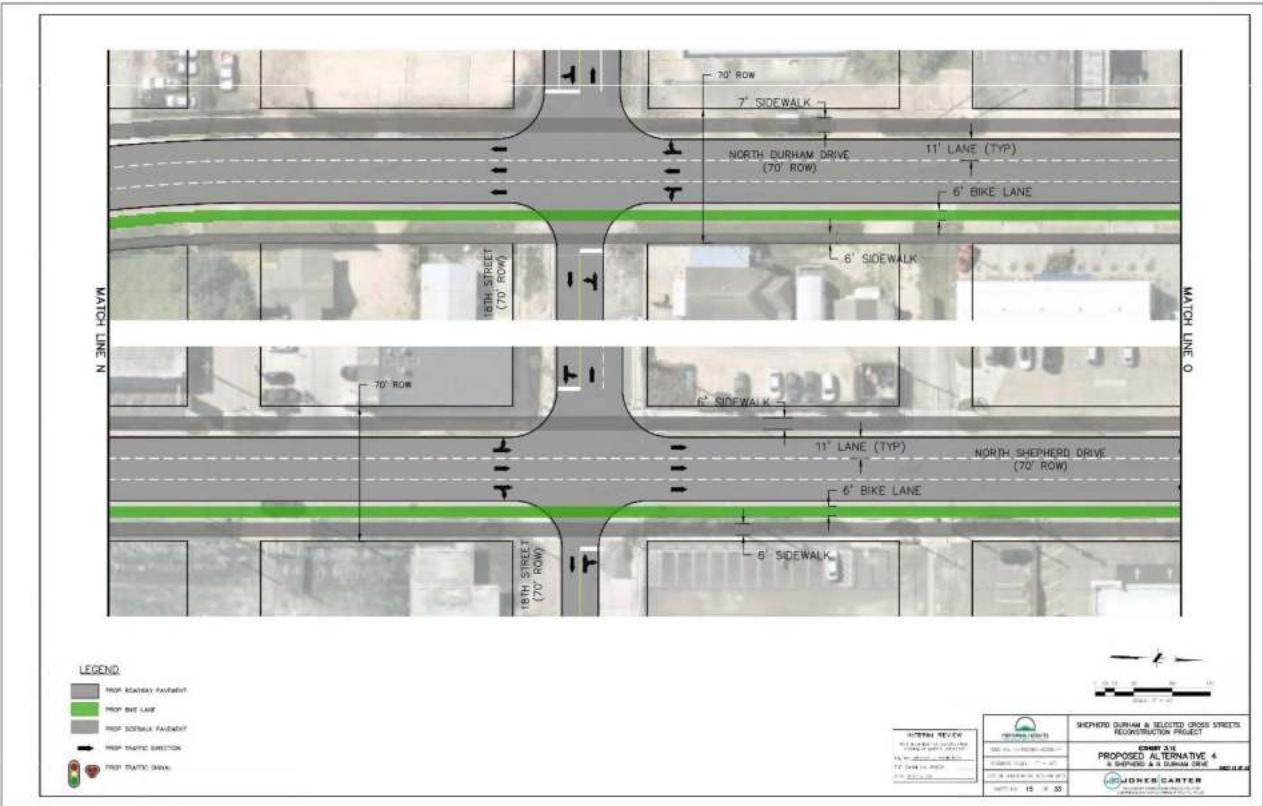 70' ROW
7' SIDEWALK
NORTH DURHAM DRIVE
(70' ROW)
11' LANE (TYP)
6' BIKE LANE
6' SIDEWALK
18TH STREET
(70' ROW)
MATCH LINE N
MATCH LINE O
70' ROW
6' SIDEWALK
11' LANE (TYP)
NORTH SHEPHERD DRIVE
(70' ROW)
6' BIKE LANE
6' SIDEWALK
18TH STREET
(70' ROW)
LEGEND
PROP ROADWAY PAVEMENT
PROP BIKE LANE
PROP SIDEWALK PAVEMENT
PROP TRAFFIC DIRECTION
PROP TRAFFIC SIGNAL
INTERIM REVIEW
SHEPHERD DURHAM & SELECTED CROSS STREETS
RECONSTRUCTION PROJECT
PROPOSED ALTERNATIVE 4
N SHEPHERD & N DURHAM DRIVE
JONES|CARTER
15 OF 33